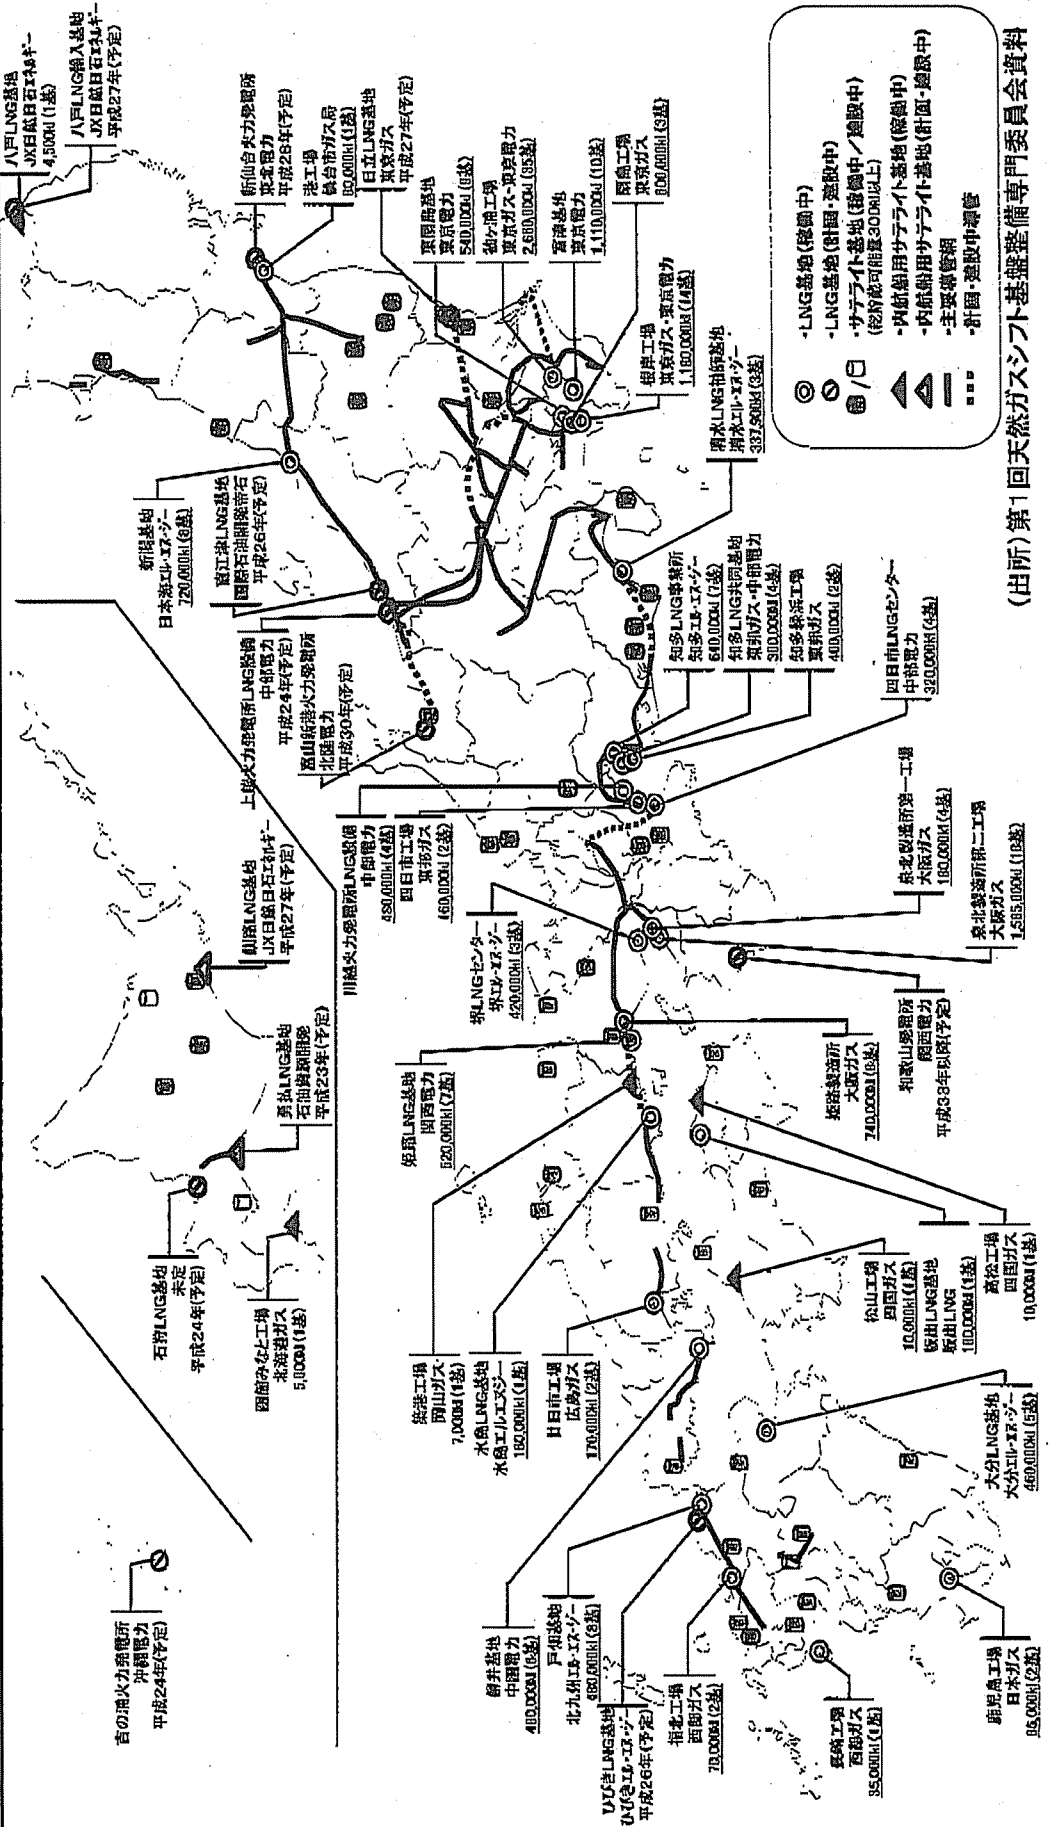 八戸LNG基地
JX日鉱日石エネルギー
4,500kl(1基)
八戸LNG輸入基地
JX日鉱日石エネルギー
平成27年(予定)
新仙台火力発電所
東北電力
平成28年(予定)
港工場
仙台市ガス局
80,000kl(1基)
日立LNG基地
東京ガス
平成27年(予定)
東扇島基地
東京電力
540,000kl(9基)
袖ケ浦工場
東京ガス・東京電力
2,660,000kl(35基)
富津基地
東京電力
1,110,000kl(10基)
扇島工場
東京ガス
600,000kl(3基)
根岸工場
東京ガス・東京電力
1,180,000kl(14基)
清水LNG袖師基地
清水エル・エヌ・ジー
337,900kl(3基)
新潟基地
日本海エル・エヌ・ジー
720,000kl(8基)
直江津LNG基地
国際石油開発帝石
平成26年(予定)
上越火力発電所LNG設備
中部電力
平成24年(予定)
富山新港火力発電所
北陸電力
平成30年(予定)
知多LNG事業所
知多エル・エヌ・ジー
640,000kl(7基)
知多LNG共同基地
東邦ガス・中部電力
300,000kl(4基)
知多緑浜工場
東邦ガス
400,000kl(2基)
四日市LNGセンター
中部電力
320,000kl(4基)
川越火力発電所LNG設備
中部電力
480,000kl(4基)
四日市工場
東邦ガス
160,000kl(2基)
堺LNGセンター
堺エル・エヌ・ジー
420,000kl(3基)
泉北製造所第一工場
大阪ガス
180,000kl(4基)
泉北製造所第二工場
大阪ガス
1,585,000kl(18基)
和歌山発電所
関西電力
平成33年以降(予定)
姫路製造所
大阪ガス
740,000kl(8基)
姫路LNG基地
関西電力
520,000kl(7基)
釧路LNG基地
JX日鉱日石エネルギー
平成27年(予定)
勇払LNG基地
石油資源開発
平成23年(予定)
石狩LNG基地
未定
平成24年(予定)
函館みなと工場
北海道ガス
5,000kl(1基)
築港工場
岡山ガス
7,000kl(1基)
水島LNG基地
水島エルエヌジー
160,000kl(1基)
廿日市工場
広島ガス
170,000kl(2基)
高松工場
四国ガス
10,000kl(1基)
松山工場
四国ガス
10,000kl(1基)
坂出LNG基地
坂出LNG
180,000kl(1基)
大分LNG基地
大分エル・エヌ・ジー
460,000kl(5基)
吉の浦火力発電所
沖縄電力
平成24年(予定)
柳井基地
中国電力
480,000kl(6基)
戸畑基地
北九州エル・エヌ・ジー
480,000kl(8基)
ひびきLNG基地
ひびきエル・エヌ・ジー
平成26年(予定)
福北工場
西部ガス
70,000kl(2基)
長崎工場
西部ガス
35,000kl(1基)
鹿児島工場
日本ガス
86,000kl(2基)
・LNG基地(稼働中)
・LNG基地(計画・建設中)
・サテライト基地(稼働中/建設中)
(貯蔵可能量300kl以上)
・内航船用サテライト基地(稼働中)
・内航船用サテライト基地(計画・建設中)
・主要導管網
・計画・建設中導管
(出所)第1回天然ガスシフト基盤整備専門委員会資料